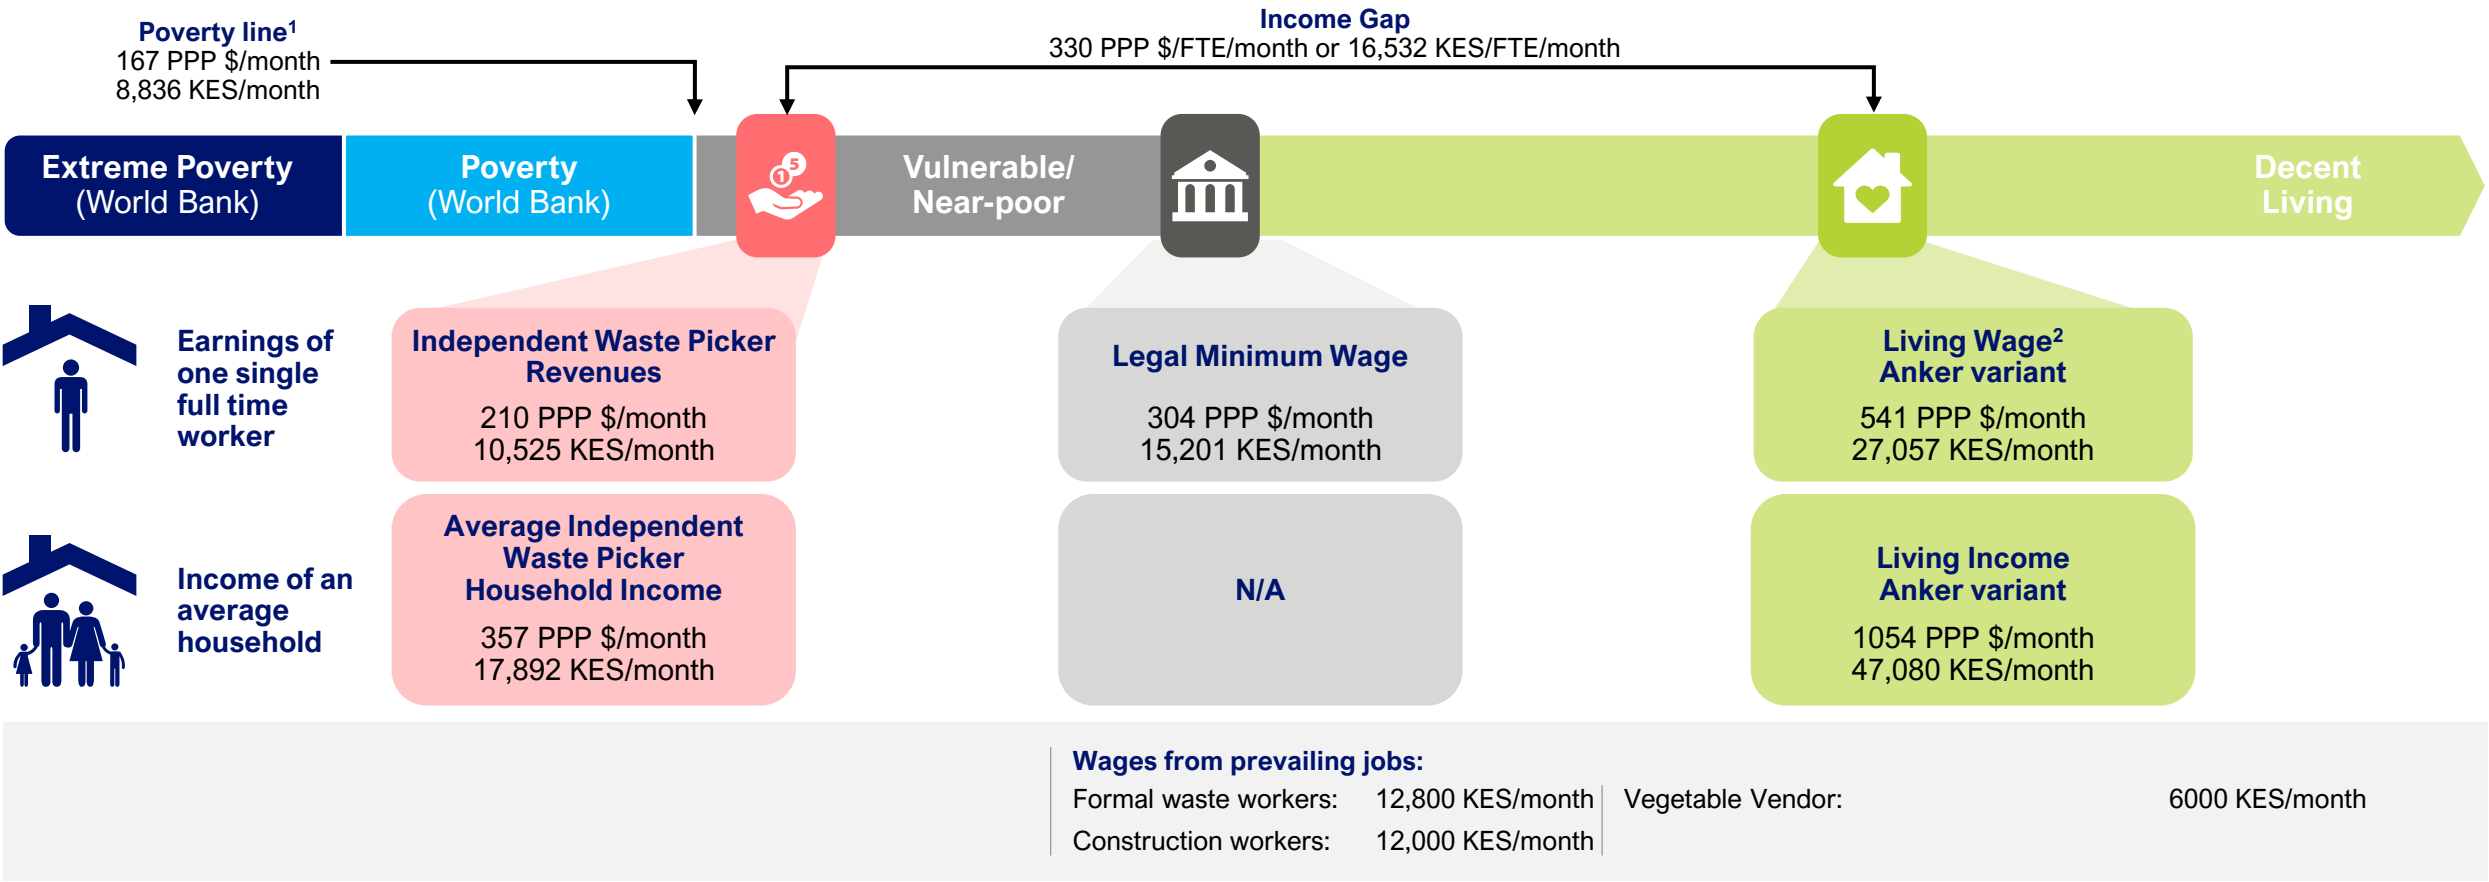 Poverty line¹
167 PPP $/month
8,836 KES/month
Income Gap
330 PPP $/FTE/month or 16,532 KES/FTE/month
Extreme Poverty
(World Bank)
Poverty
(World Bank)
5
1
Vulnerable/
Near-poor
Decent
Living
Earnings of
one single
full time
worker
Independent Waste Picker
Revenues
210 PPP $/month
10,525 KES/month
Legal Minimum Wage
304 PPP $/month
15,201 KES/month
Living Wage²
Anker variant
541 PPP $/month
27,057 KES/month
Income of an
average
household
Average Independent
Waste Picker
Household Income
357 PPP $/month
17,892 KES/month
N/A
Living Income
Anker variant
1054 PPP $/month
47,080 KES/month
Wages from prevailing jobs:
Formal waste workers: 12,800 KES/month
Construction workers: 12,000 KES/month
Vegetable Vendor: 6000 KES/month